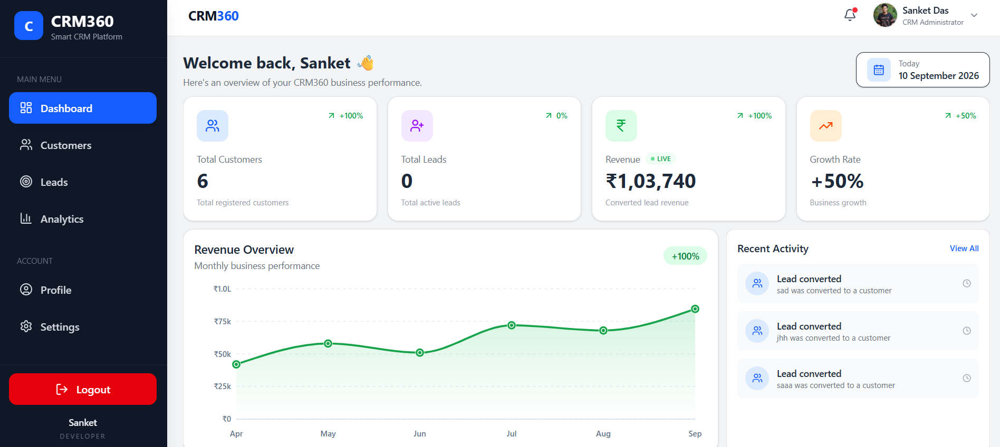 C
CRM360
Smart CRM Platform
MAIN MENU
Dashboard
Customers
Leads
Analytics
ACCOUNT
Profile
Settings
Logout
Sanket
DEVELOPER
CRM360
Sanket Das
CRM Administrator
Welcome back, Sanket 👋
Here's an overview of your CRM360 business performance.
Today
10 September 2026
+100%
Total Customers
6
Total registered customers
0%
Total Leads
0
Total active leads
+100%
Revenue LIVE
₹1,03,740
Converted lead revenue
+50%
Growth Rate
+50%
Business growth
Revenue Overview
Monthly business performance
+100%
₹1.0L
₹75k
₹50k
₹25k
₹0
Apr May Jun Jul Aug Sep
Recent Activity
View All
Lead converted
sad was converted to a customer
Lead converted
jhh was converted to a customer
Lead converted
saaa was converted to a customer